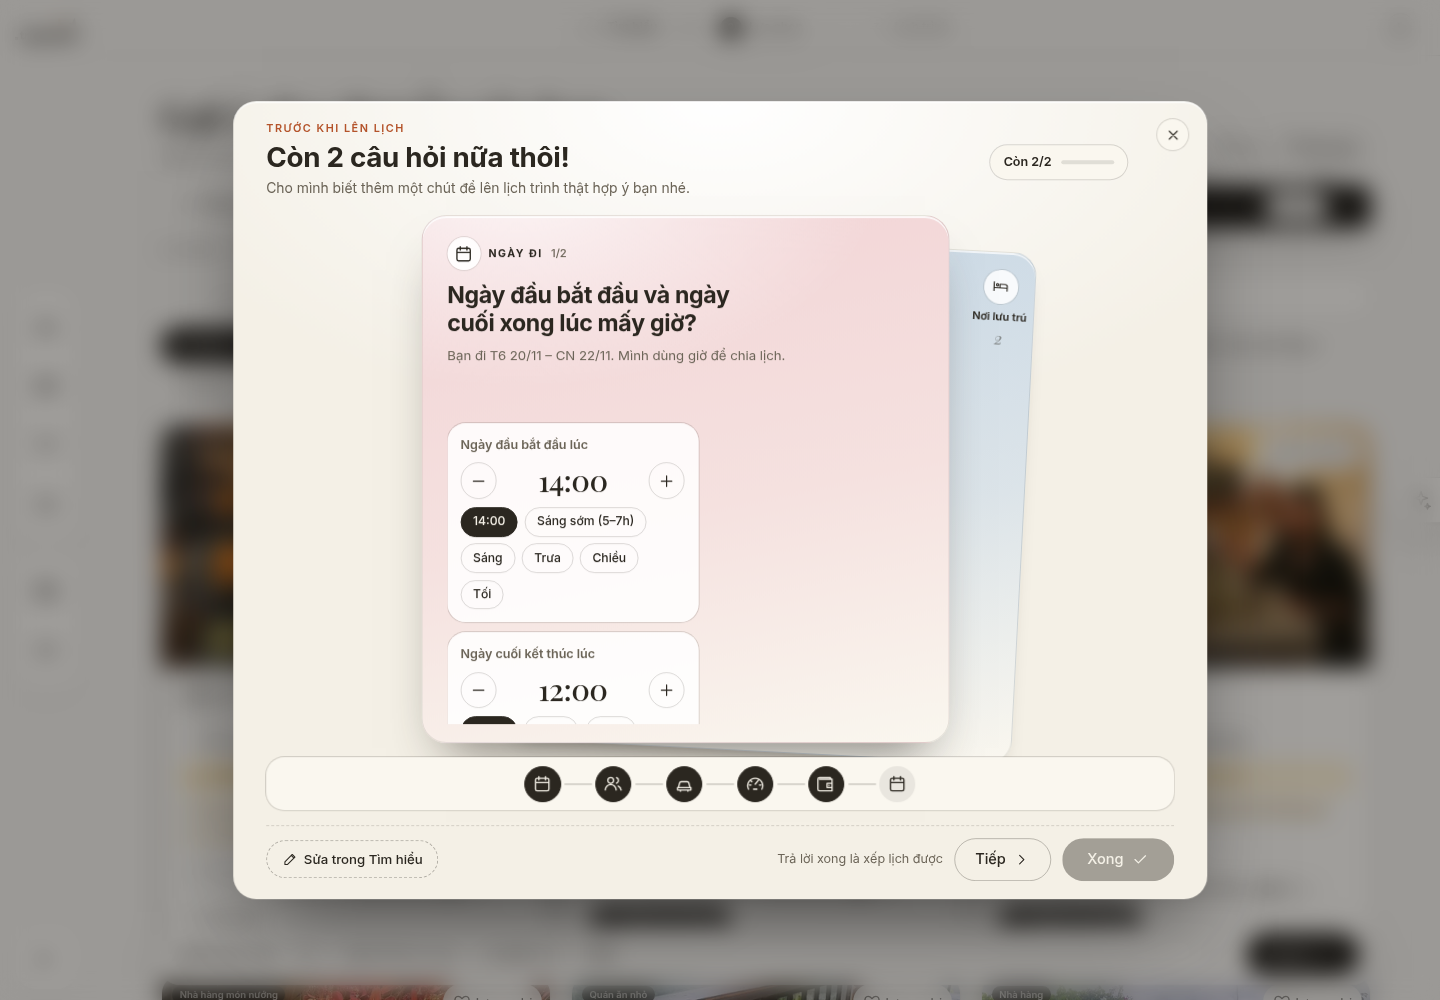 TRƯỚC KHI LÊN LỊCH
Còn 2 câu hỏi nữa thôi!
Cho mình biết thêm một chút để lên lịch trình thật hợp ý bạn nhé.
Còn 2/2
NGÀY ĐI 1/2
Ngày đầu bắt đầu và ngày
cuối xong lúc mấy giờ?
Bạn đi T6 20/11 – CN 22/11. Mình dùng giờ để chia lịch.
Nơi lưu trú
2
Ngày đầu bắt đầu lúc
14:00
14:00 Sáng sớm (5–7h)
Sáng Trưa Chiều
Tối
Ngày cuối kết thúc lúc
12:00
Sửa trong Tìm hiểu
Trả lời xong là xếp lịch được
Tiếp
Xong
Nhà hàng món nướng
Quán ăn nhỏ
Nhà hàng